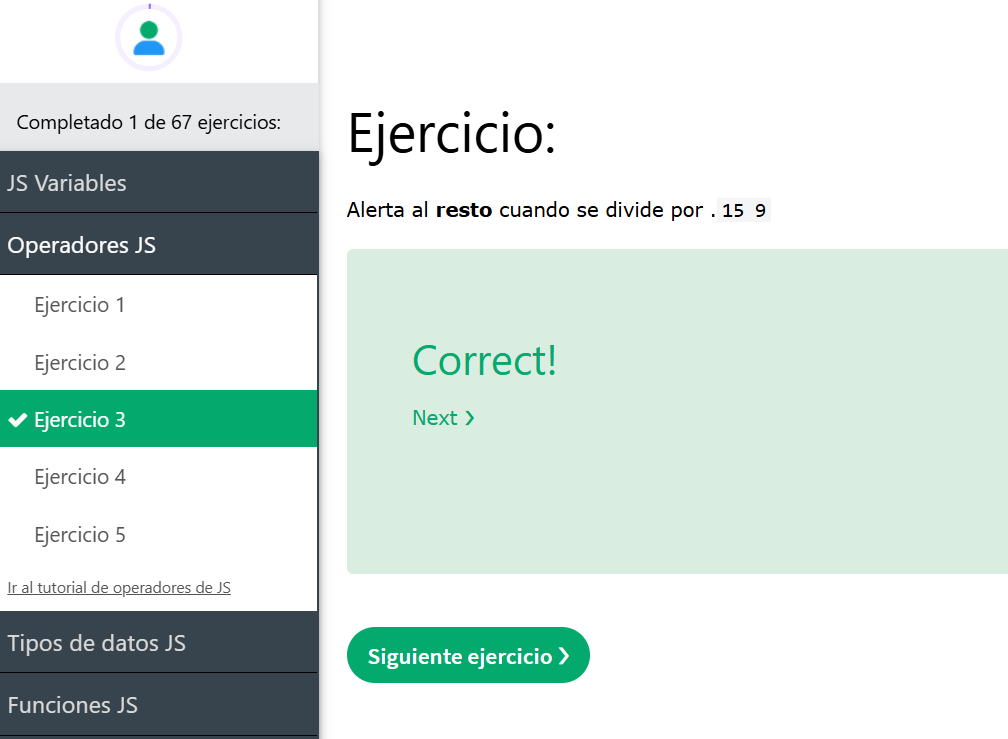 Completado 1 de 67 ejercicios:
JS Variables
Operadores JS
Ejercicio 1
Ejercicio 2
Ejercicio 3
Ejercicio 4
Ejercicio 5
Ir al tutorial de operadores de JS
Tipos de datos JS
Funciones JS
Ejercicio:
Alerta al resto cuando se divide por . 15 9
Correct!
Next ❯
Siguiente ejercicio ❯